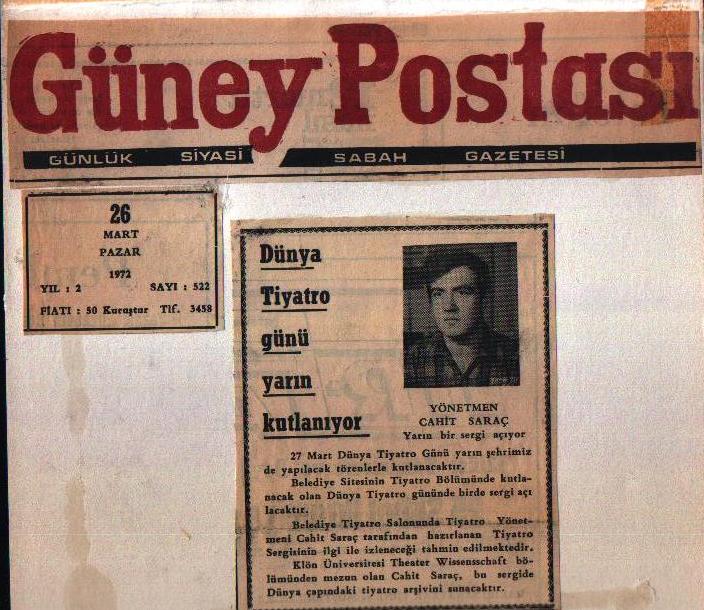 Güney Postası
GÜNLÜK SİYASİ SABAH GAZETESİ
26
MART
PAZAR
1972
YIL : 2 SAYI : 522
FİATI : 50 Kuruştur Tlf. 3458
Dünya
Tiyatro
günü
yarın
kutlanıyor
YÖNETMEN
CAHİT SARAÇ
Yarın bir sergi açıyor
27 Mart Dünya Tiyatro Günü yarın şehrimiz
de yapılacak törenlerle kutlanacaktır.
Belediye Sitesinin Tiyatro Bölümünde kutla-
nacak olan Dünya Tiyatro gününde birde sergi açı
lacaktır.
Belediye Tiyatro Salonunda Tiyatro Yönet-
meni Cahit Saraç tarafından hazırlanan Tiyatro
Sergisinin ilgi ile izleneceği tahmin edilmektedir.
Klön Üniversitesi Theater Wissensschaft bö-
lümünden mezun olan Cahit Saraç, bu sergide
Dünya çapındaki tiyatro arşivini sunacaktır.